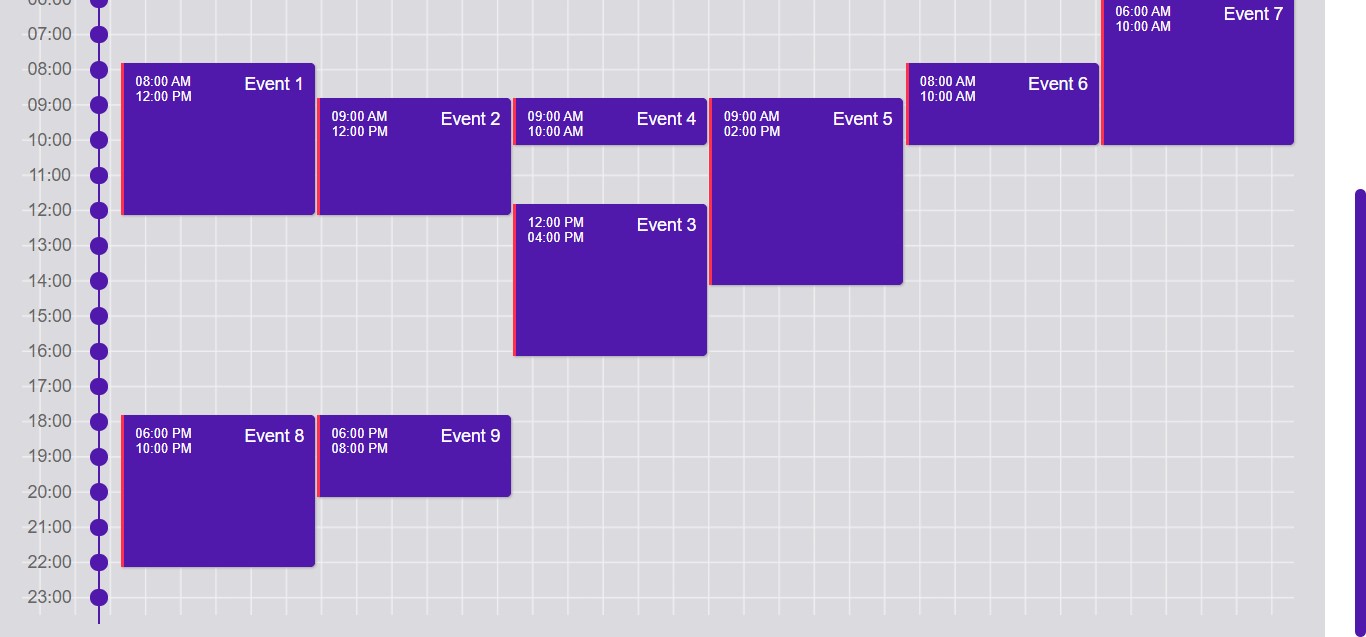 07:00
08:00
09:00
10:00
11:00
12:00
13:00
14:00
15:00
16:00
17:00
18:00
19:00
20:00
21:00
22:00
23:00
08:00 AM Event 1
12:00 PM
09:00 AM Event 2
12:00 PM
09:00 AM Event 4
10:00 AM
12:00 PM Event 3
04:00 PM
09:00 AM Event 5
02:00 PM
08:00 AM Event 6
10:00 AM
06:00 AM Event 7
10:00 AM
06:00 PM Event 8
10:00 PM
06:00 PM Event 9
08:00 PM